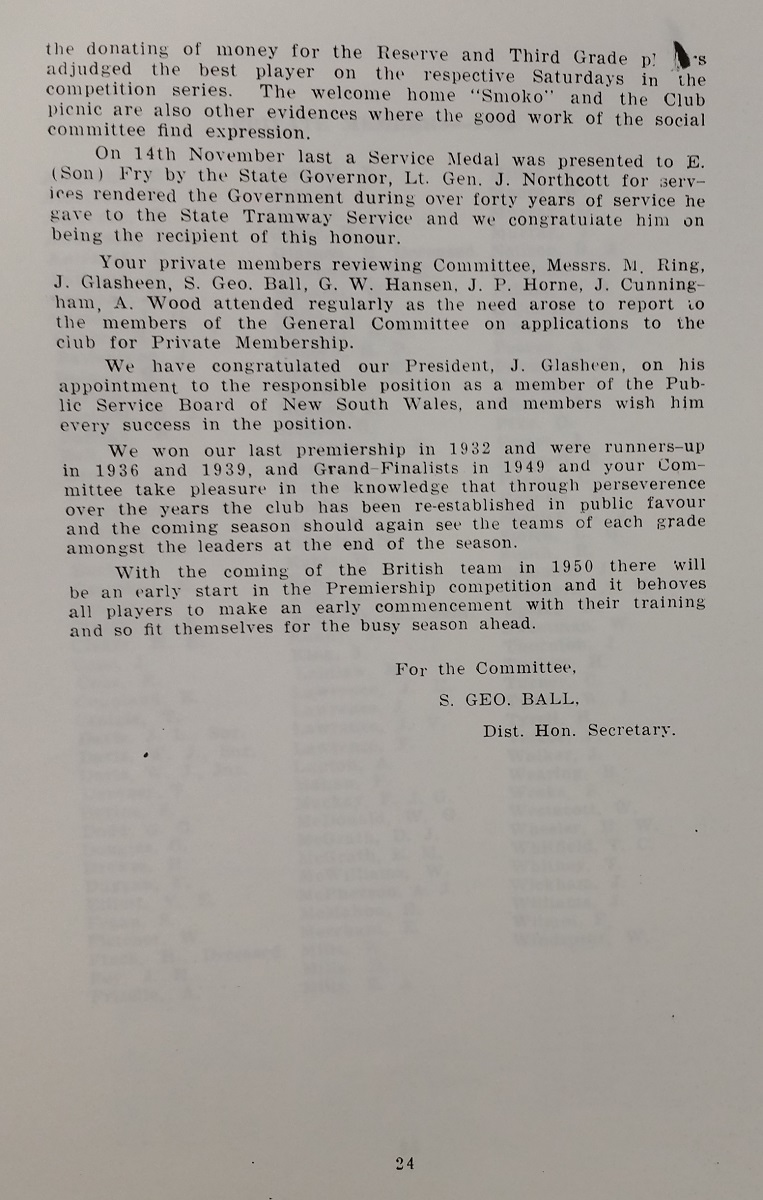 the donating of money for the Reserve and Third Grade
adjudged the best player on the respective Saturdays in the
competition series. The welcome home "Smoko" and the Club
picnic are also other evidences where the good work of the social
committee find expression.
On 14th November last a Service Medal was presented to E.
(Son) Fry by the State Governor, Lt. Gen. J. Northcott for serv-
ices rendered the Government during over forty years of service he
gave to the State Tramway Service and we congratulate him on
being the recipient of this honour.
Your private members reviewing Committee, Messrs. M. Ring,
J. Glasheen, S. Geo. Ball, G. W. Hansen, J. P. Horne, J. Cunning-
ham, A. Wood attended regularly as the need arose to report to
the members of the General Committee on applications to the
club for Private Membership.
We have congratulated our President, J. Glasheen, on his
appointment to the responsible position as a member of the Pub-
lic Service Board of New South Wales, and members wish him
every success in the position.
We won our last premiership in 1932 and were runners-up
in 1936 and 1939, and Grand-Finalists in 1949 and your Com-
mittee take pleasure in the knowledge that through perseverence
over the years the club has been re-established in public favour
and the coming season should again see the teams of each grade
amongst the leaders at the end of the season.
With the coming of the British team in 1950 there will
be an early start in the Premiership competition and it behoves
all players to make an early commencement with their training
and so fit themselves for the busy season ahead.
For the Committee,
S. GEO. BALL,
Dist. Hon. Secretary.
24